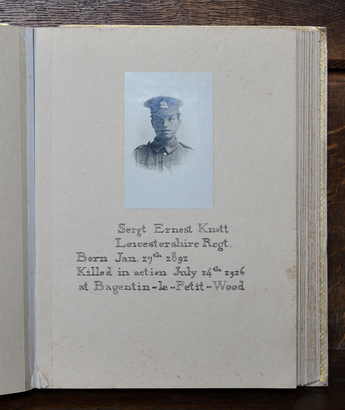 Sergt Ernest Knott
Leicestershire Regt.
Born Jan. 17th 1891
Killed in action July 14th 1916
at Bagentin-le-Petit-Wood